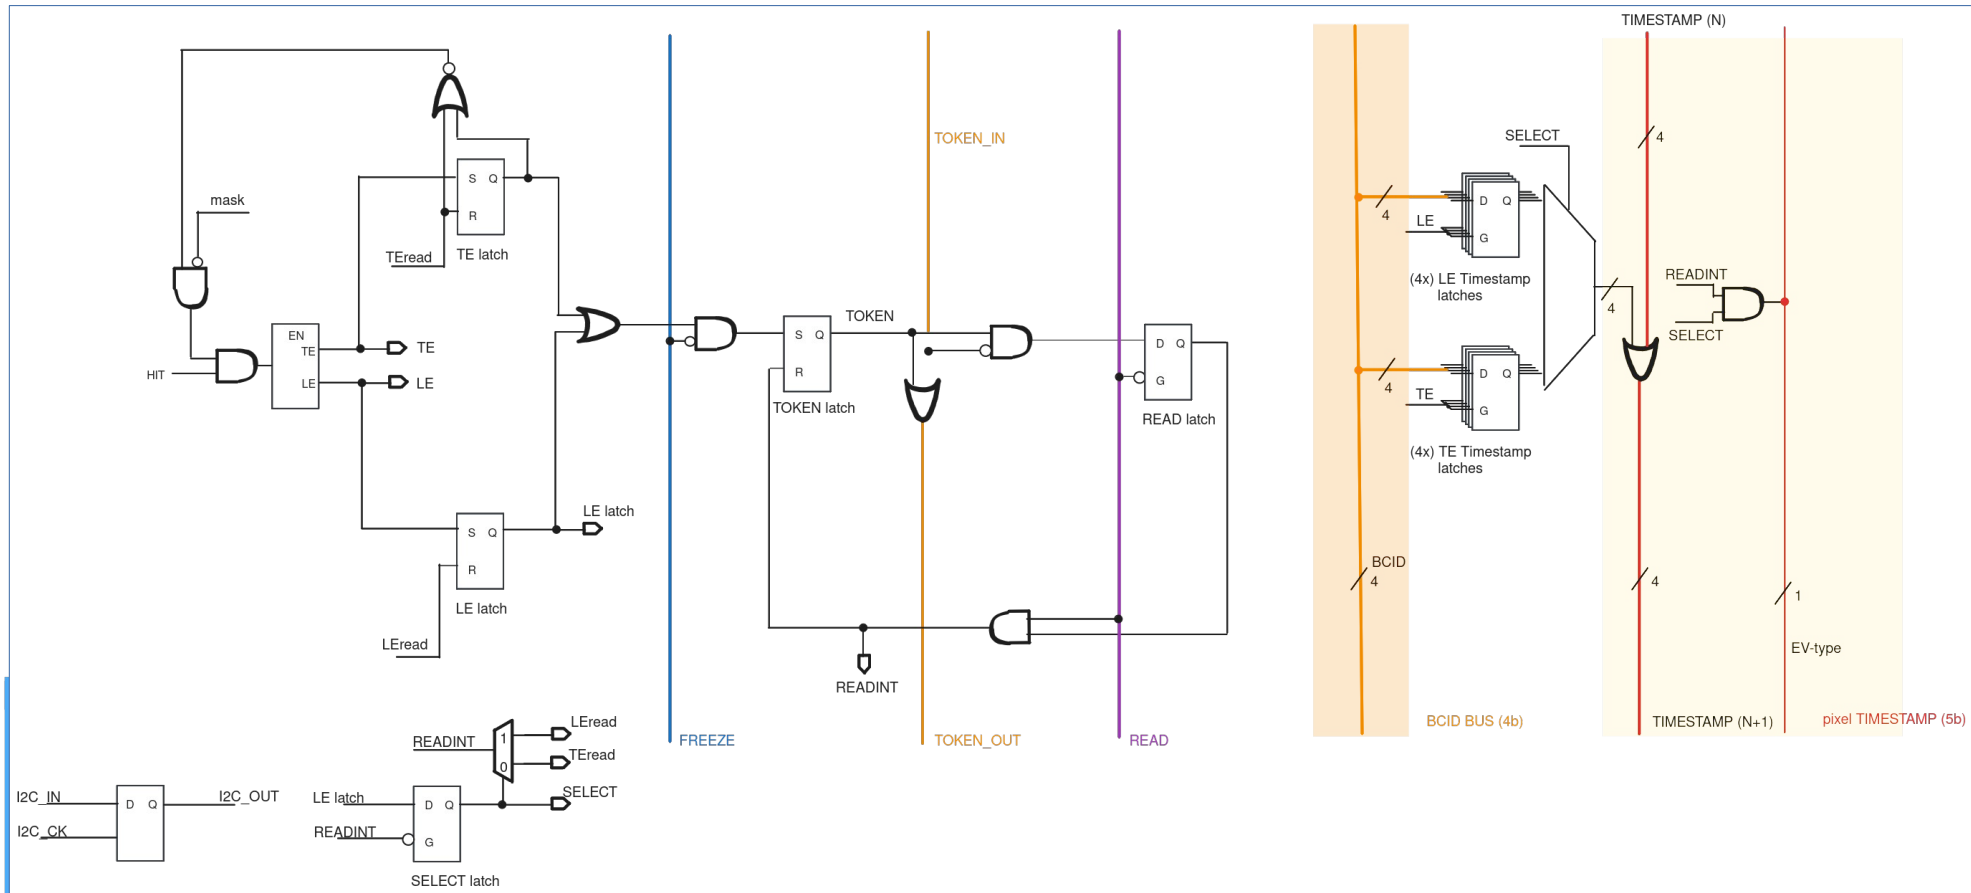 TIMESTAMP (N)
TOKEN_IN
4
SELECT
S Q
R
TE latch
TEread
mask
D Q
G
4
LE
(4x) LE Timestamp
latches
READINT
SELECT
4
EN
TE
LE
HIT
TE
LE
TOKEN
S Q
R
TOKEN latch
D Q
G
READ latch
D Q
G
4
TE
(4x) TE Timestamp
latches
LE latch
S Q
R
LE latch
LEread
BCID
4
4
1
EV-type
READINT
FREEZE
TOKEN_OUT
READ
BCID BUS (4b)
TIMESTAMP (N+1)
pixel TIMESTAMP (5b)
READINT
1
0
LEread
TEread
SELECT
I2C_IN
I2C_CK
D Q
I2C_OUT
LE latch
READINT
D Q
G
SELECT latch